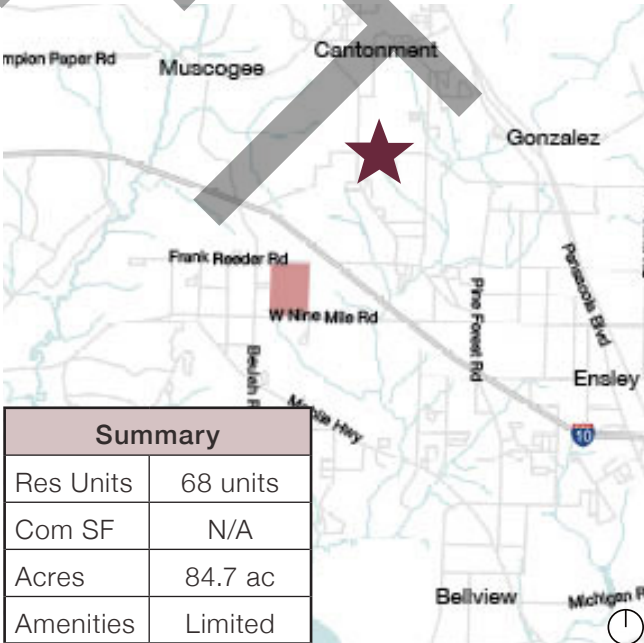 mpion Paper Rd
Muscogee
Cantonment
Gonzalez
Frank Reeder Rd
W Nine Mile Rd
Pensacola Blvd
Pine Forest Rd
Beulah R
Mobile Hwy
Ensley
10
Summary
Res Units 68 units
Com SF N/A
Acres 84.7 ac
Amenities Limited
Bellview
Michigan R